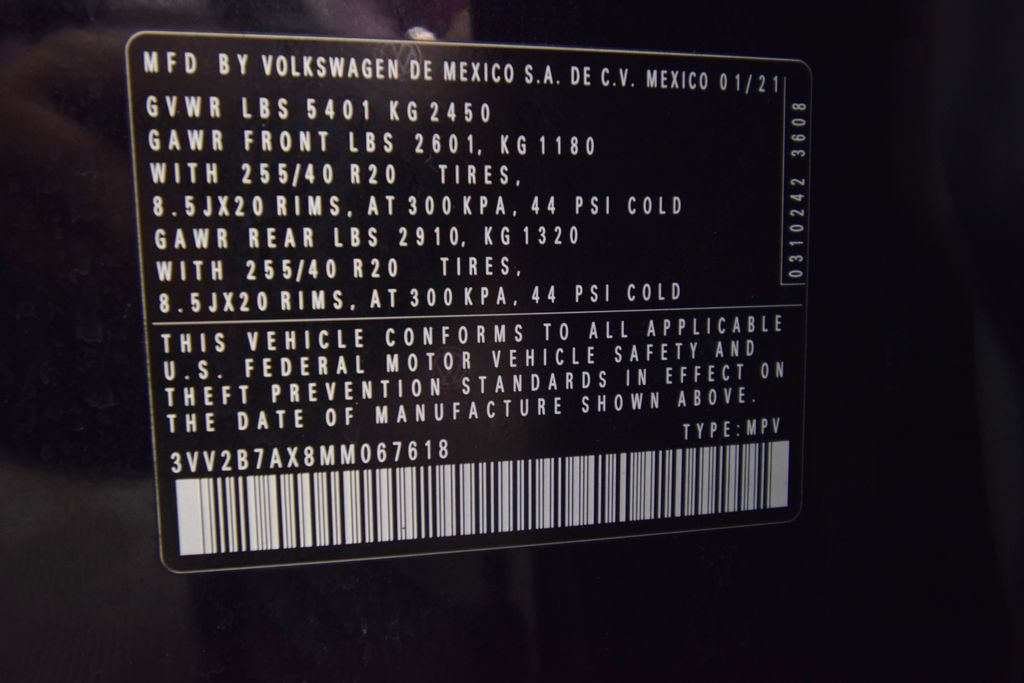 MFD BY VOLKSWAGEN DE MEXICO S.A. DE C.V. MEXICO 01/21
GVWR LBS 5401 KG 2450
GAWR FRONT LBS 2601, KG 1180
WITH 255/40 R20 TIRES,
8.5JX20 RIMS, AT 300 KPA, 44 PSI COLD
GAWR REAR LBS 2910, KG 1320
WITH 255/40 R20 TIRES,
8.5JX20 RIMS, AT 300 KPA, 44 PSI COLD
0310242 3608
THIS VEHICLE CONFORMS TO ALL APPLICABLE
U.S. FEDERAL MOTOR VEHICLE SAFETY AND
THEFT PREVENTION STANDARDS IN EFFECT ON
THE DATE OF MANUFACTURE SHOWN ABOVE.
3VV2B7AX8MM067618
TYPE: MPV